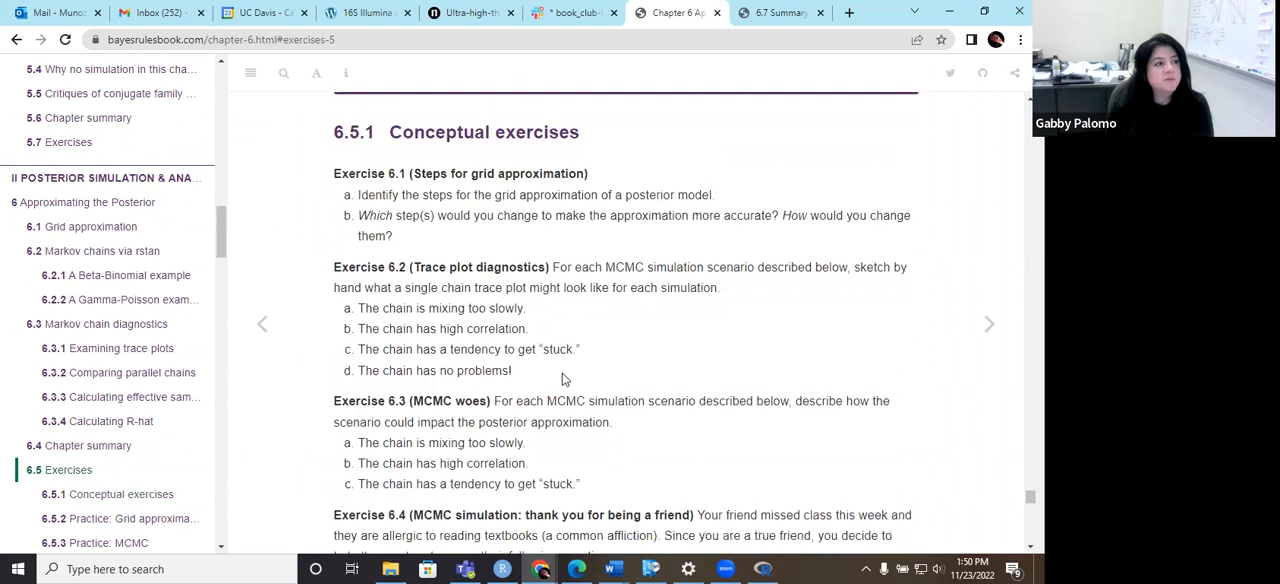 Mail - Munoz
Inbox (252) -
UC Davis - Ca
16S Illumina
Ultra-high-th
* book_club-
Chapter 6 Ap
6.7 Summary
bayesrulesbook.com/chapter-6.html#exercises-5
5.4 Why no simulation in this cha...
5.5 Critiques of conjugate family ...
5.6 Chapter summary
5.7 Exercises
II POSTERIOR SIMULATION & ANA...
6 Approximating the Posterior
6.1 Grid approximation
6.2 Markov chains via rstan
6.2.1 A Beta-Binomial example
6.2.2 A Gamma-Poisson exam...
6.3 Markov chain diagnostics
6.3.1 Examining trace plots
6.3.2 Comparing parallel chains
6.3.3 Calculating effective sam...
6.3.4 Calculating R-hat
6.4 Chapter summary
6.5 Exercises
6.5.1 Conceptual exercises
6.5.2 Practice: Grid approxima...
6.5.3 Practice: MCMC
6.5.1 Conceptual exercises
Exercise 6.1 (Steps for grid approximation)
a. Identify the steps for the grid approximation of a posterior model.
b. Which step(s) would you change to make the approximation more accurate? How would you change
them?
Exercise 6.2 (Trace plot diagnostics) For each MCMC simulation scenario described below, sketch by
hand what a single chain trace plot might look like for each simulation.
a. The chain is mixing too slowly.
b. The chain has high correlation.
c. The chain has a tendency to get “stuck.”
d. The chain has no problems!
Exercise 6.3 (MCMC woes) For each MCMC simulation scenario described below, describe how the
scenario could impact the posterior approximation.
a. The chain is mixing too slowly.
b. The chain has high correlation.
c. The chain has a tendency to get “stuck.”
Exercise 6.4 (MCMC simulation: thank you for being a friend) Your friend missed class this week and
they are allergic to reading textbooks (a common affliction). Since you are a true friend, you decide to
Gabby Palomo
Type here to search
1:50 PM
11/23/2022
9